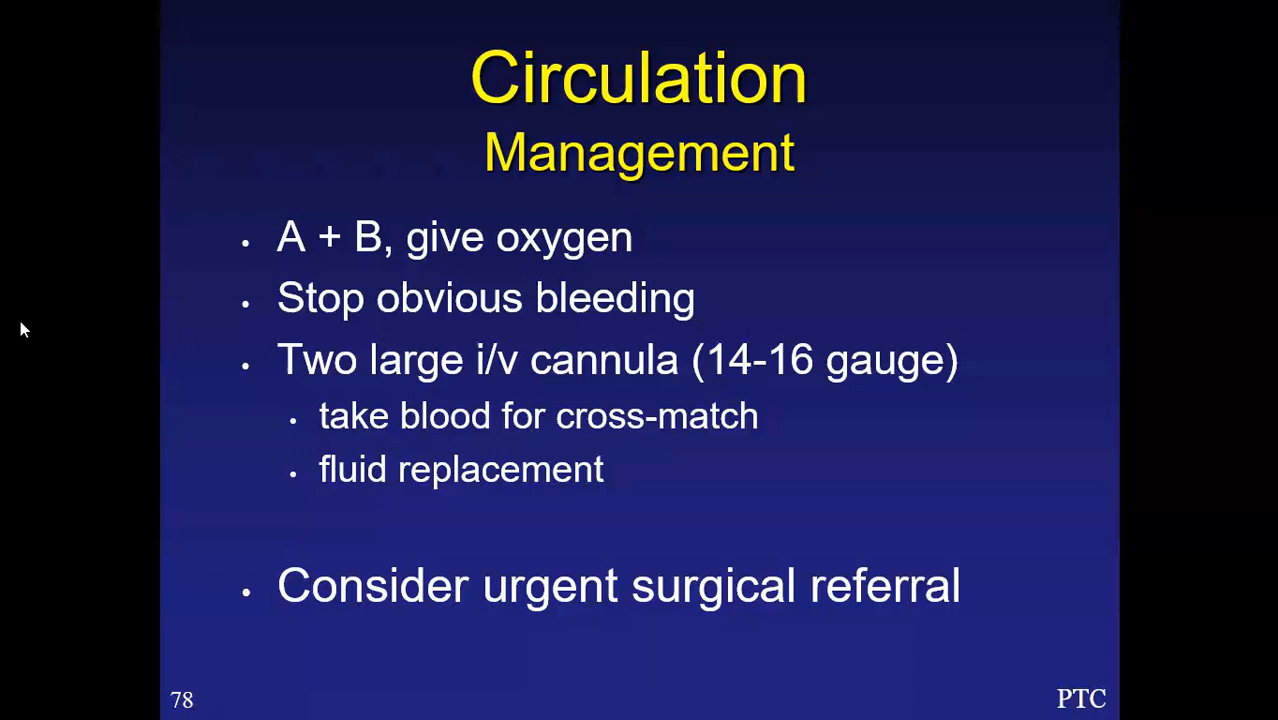 Circulation
Management
• A + B, give oxygen
• Stop obvious bleeding
• Two large i/v cannula (14-16 gauge)
• take blood for cross-match
• fluid replacement
• Consider urgent surgical referral
78
PTC